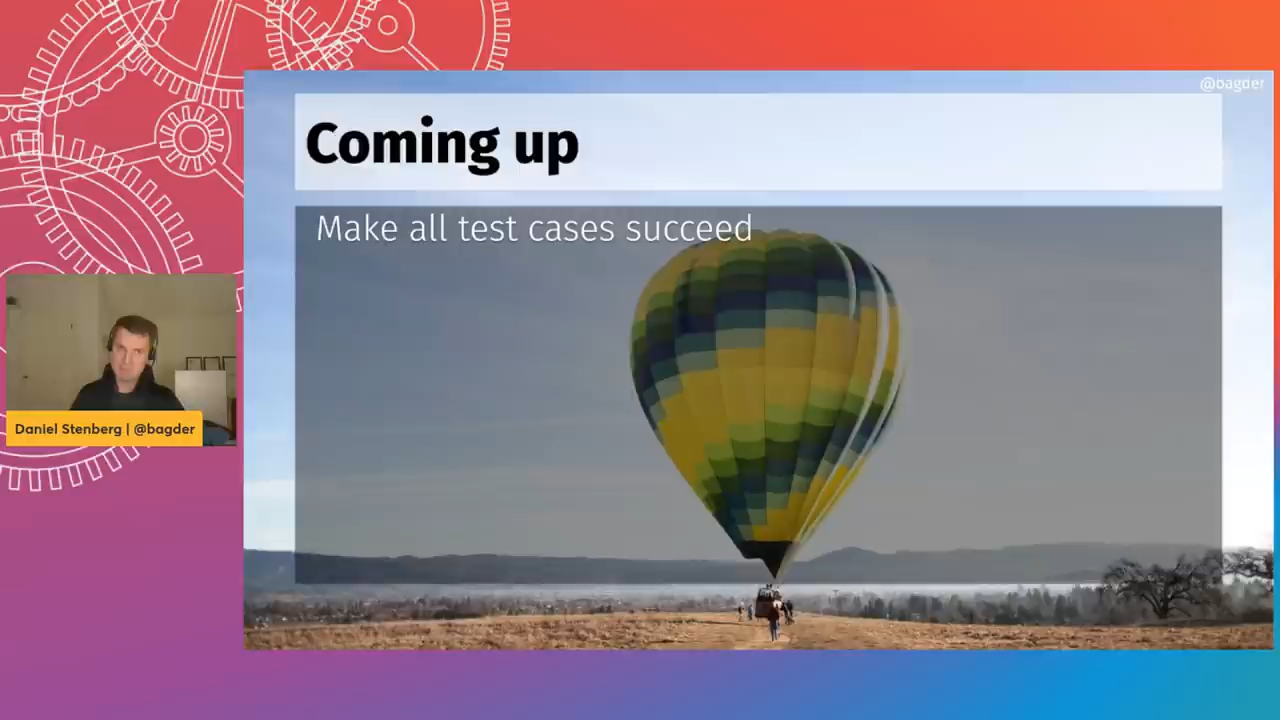 @bagder
Coming up
Make all test cases succeed
Daniel Stenberg | @bagder